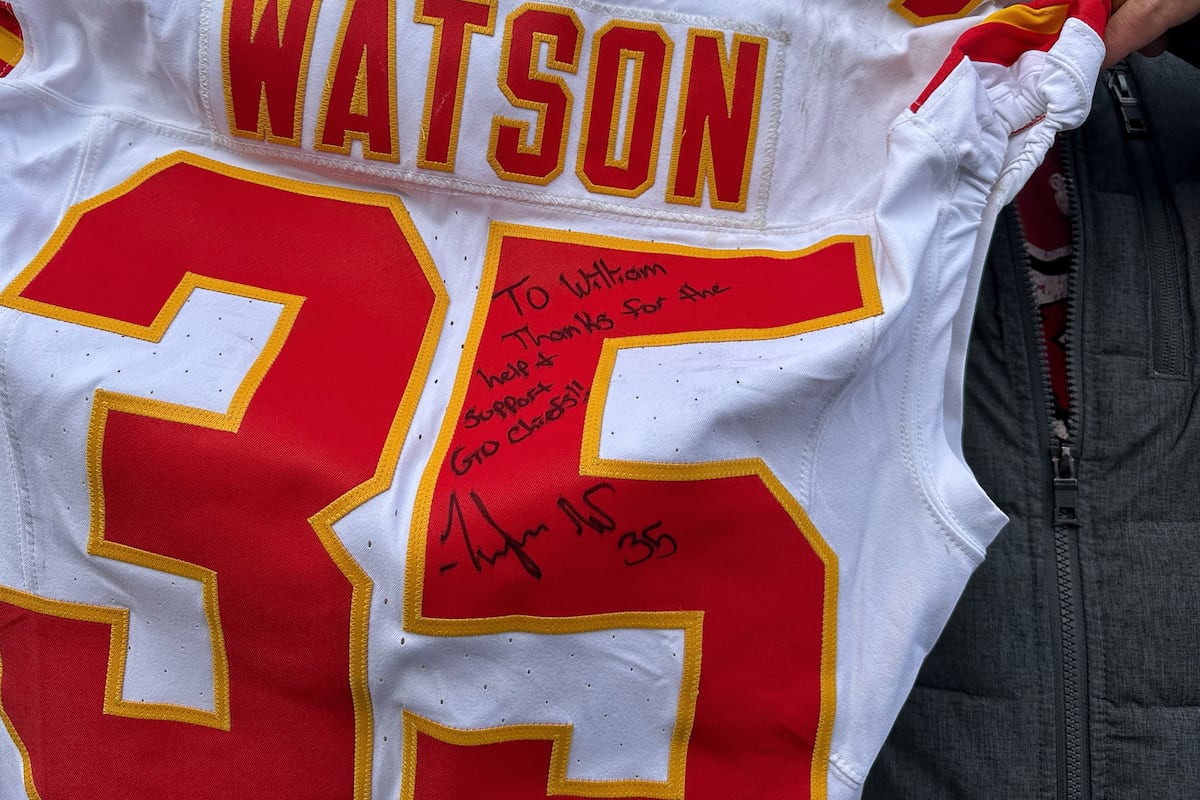 WATSON
35
To William
Thanks for the
help +
support
Go Chiefs!!
35